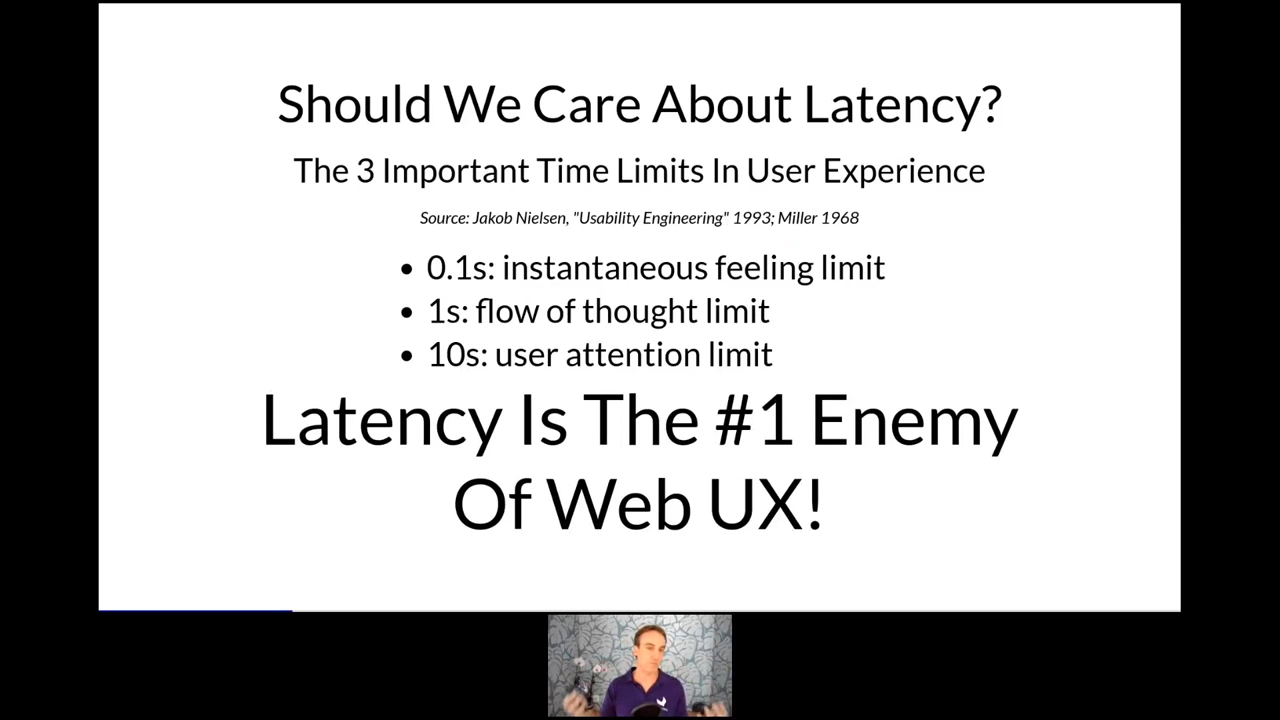 Should We Care About Latency?
The 3 Important Time Limits In User Experience
Source: Jakob Nielsen, "Usability Engineering" 1993; Miller 1968
• 0.1s: instantaneous feeling limit
• 1s: flow of thought limit
• 10s: user attention limit
Latency Is The #1 Enemy
Of Web UX!